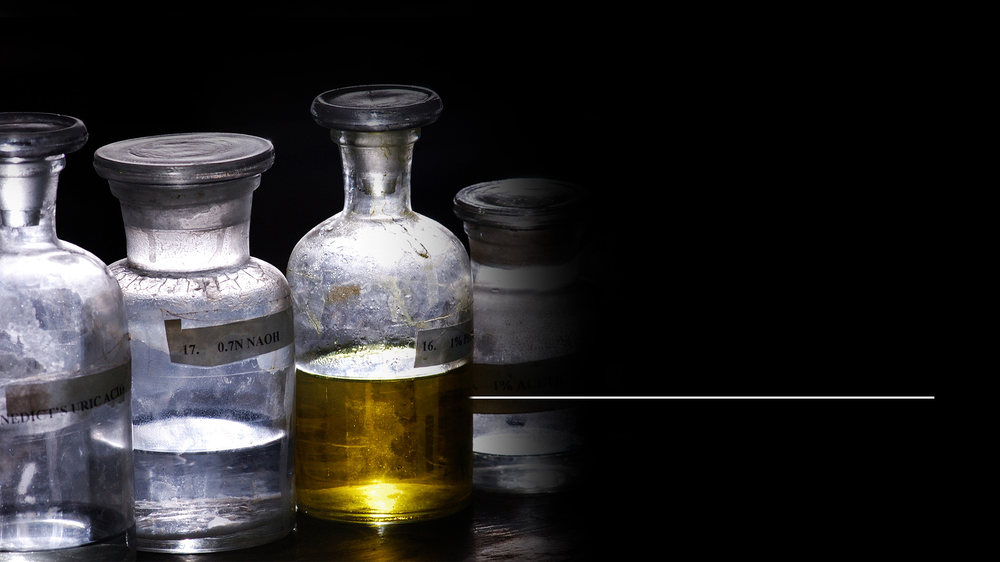 NEDICT'S URIC ACID
17. 0.7N NAOH
16. 1%
1% ACETIC